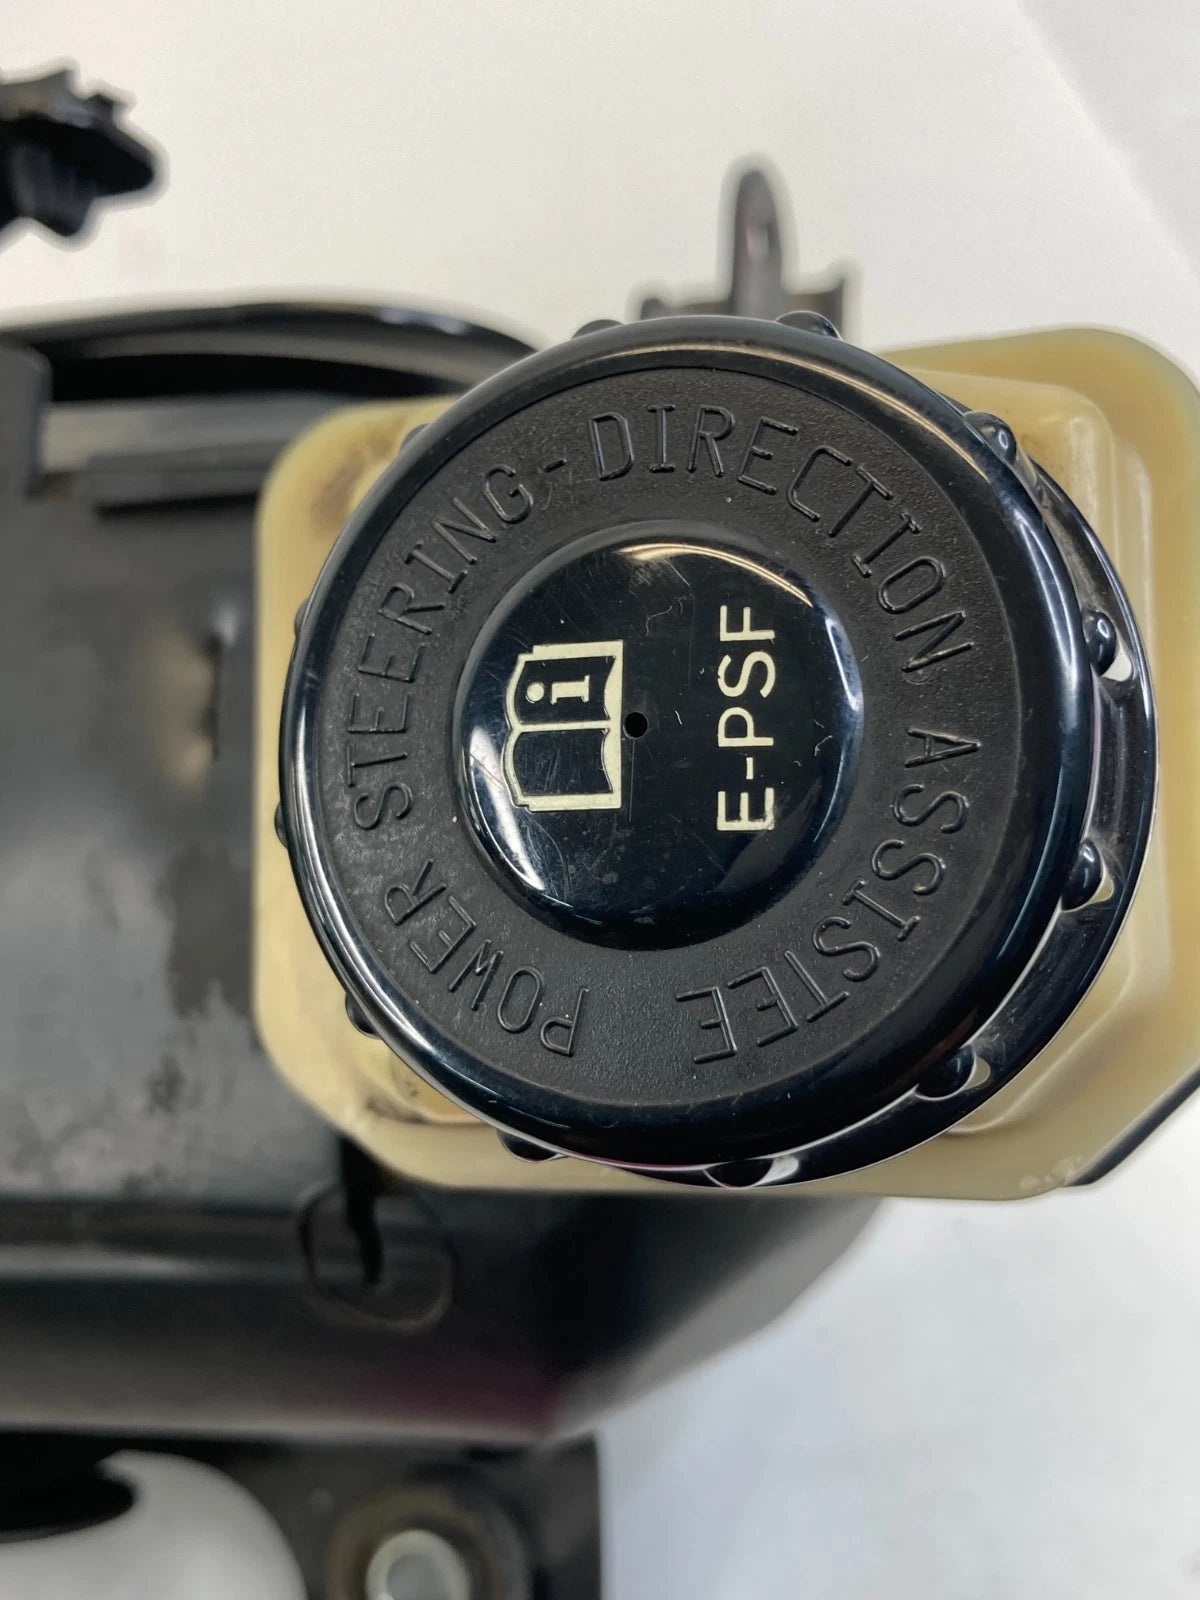 POWER STEERING - DIRECTION ASSISTEE
i
E-PSF